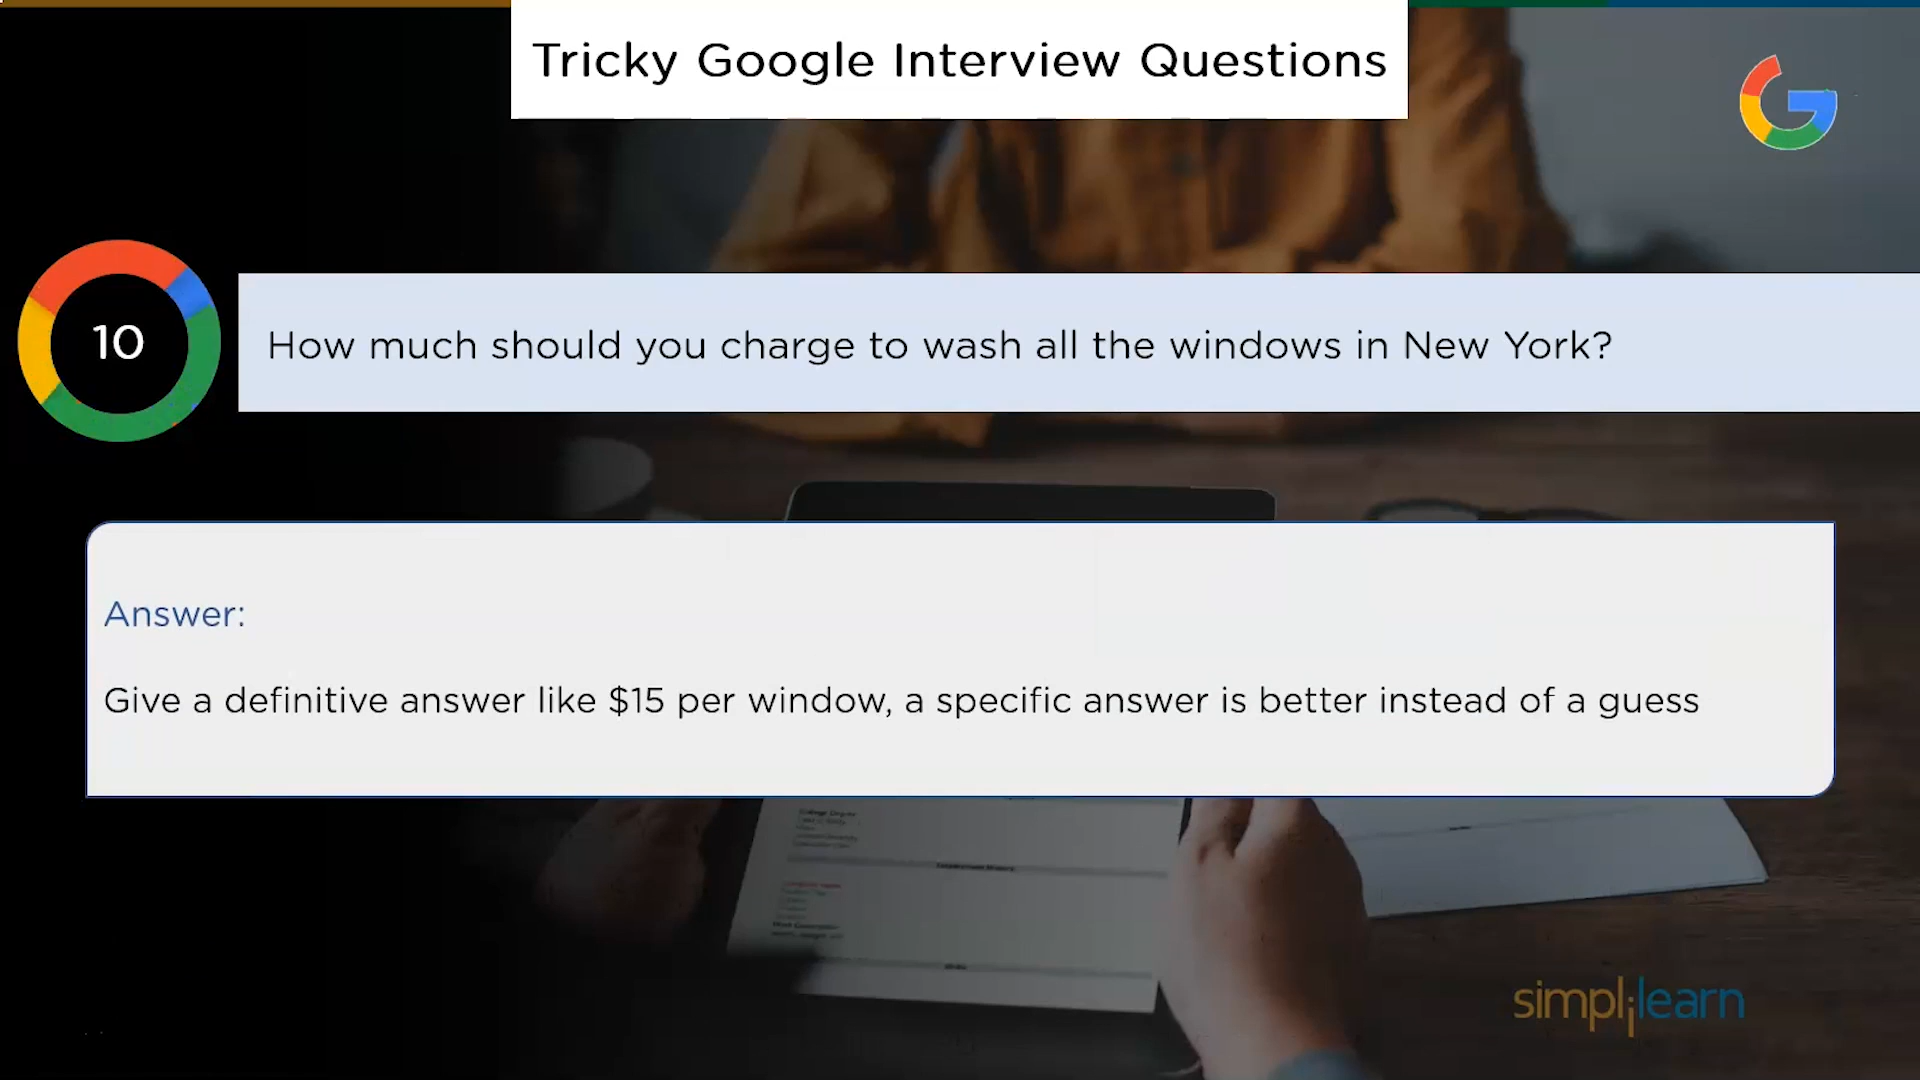 Tricky Google Interview Questions
10
How much should you charge to wash all the windows in New York?
Answer:
Give a definitive answer like $15 per window, a specific answer is better instead of a guess
simplilearn